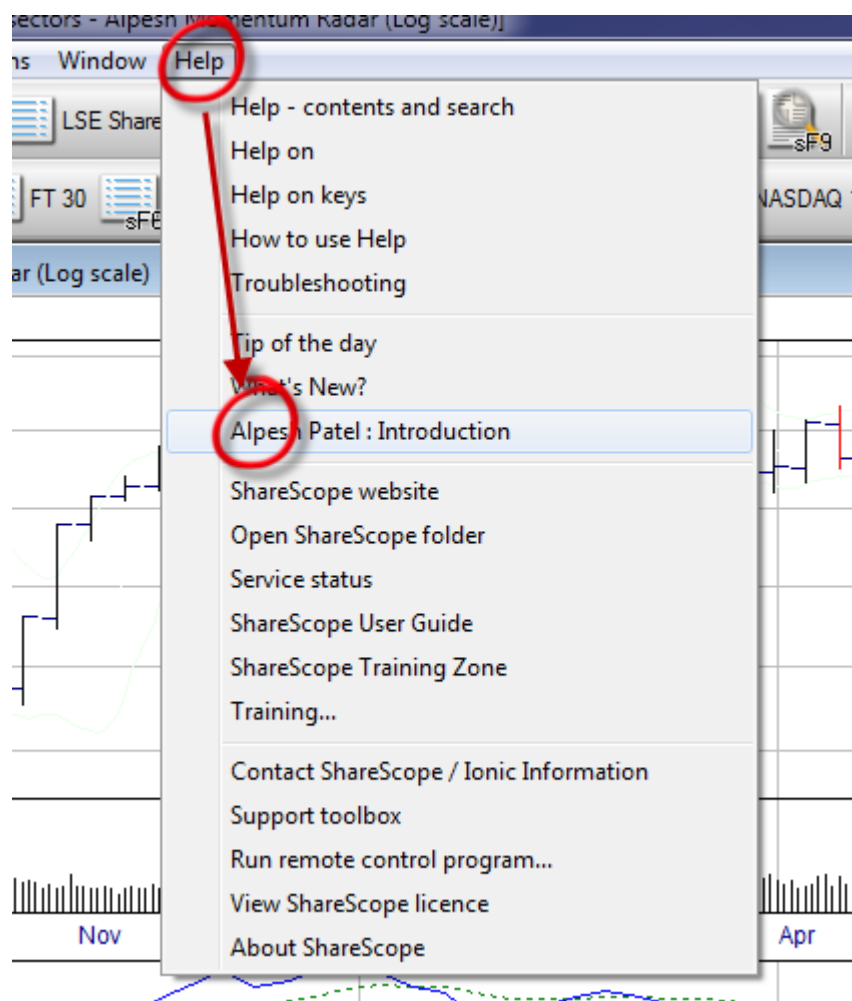 sectors - Alpesh Momentum Radar (Log scale)]
ns Window Help
LSE Share
sF9
FT 30
sF6
NASDAQ
ar (Log scale)
Help - contents and search
Help on
Help on keys
How to use Help
Troubleshooting
Tip of the day
What's New?
Alpesh Patel : Introduction
ShareScope website
Open ShareScope folder
Service status
ShareScope User Guide
ShareScope Training Zone
Training...
Contact ShareScope / Ionic Information
Support toolbox
Run remote control program...
View ShareScope licence
About ShareScope
Nov
Apr